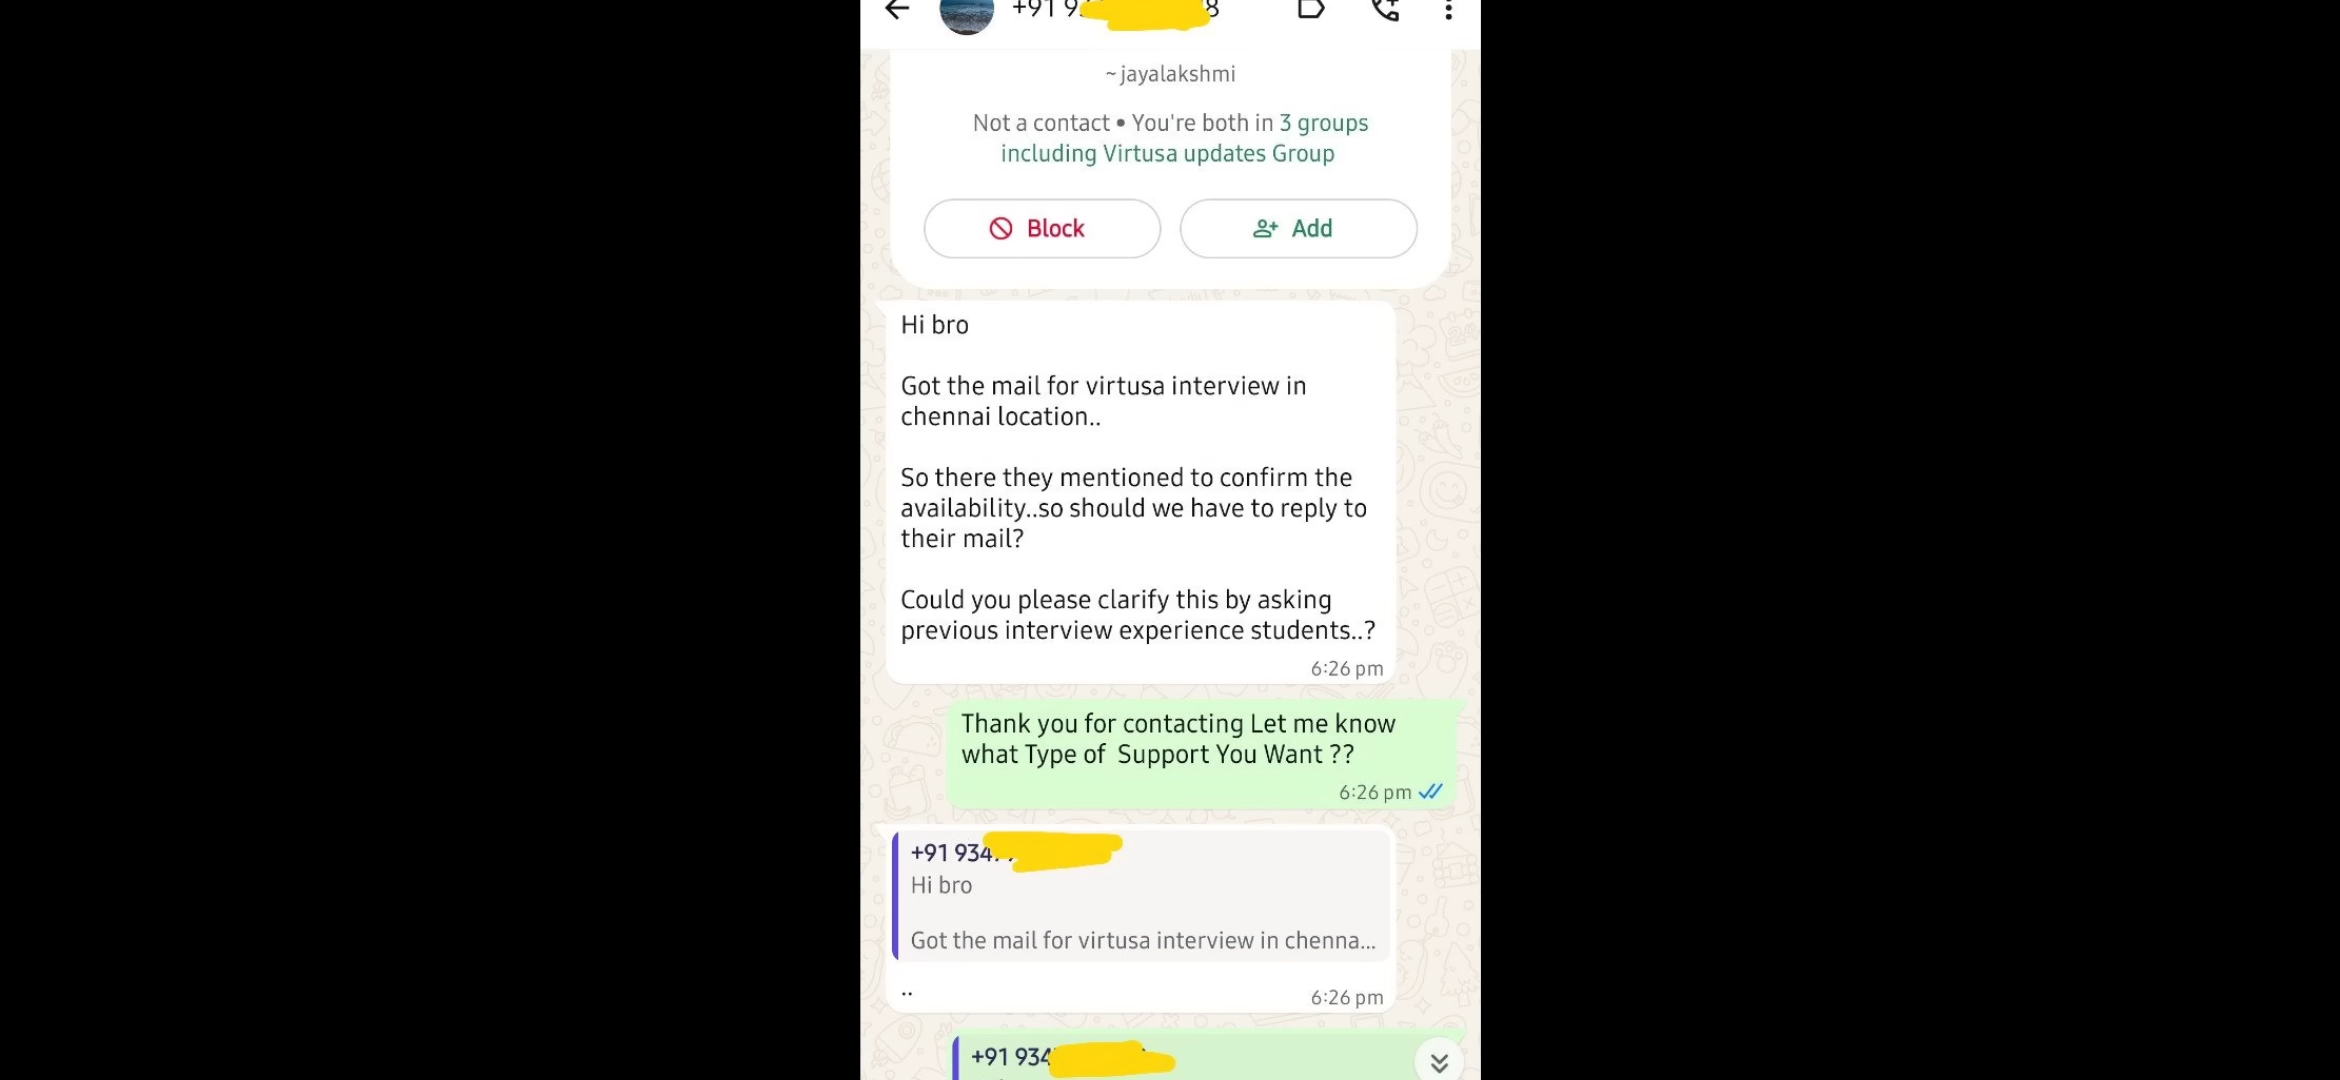 +91 9
8
~jayalakshmi
Not a contact • You're both in 3 groups
including Virtusa updates Group
Block
Add
Hi bro
Got the mail for virtusa interview in
chennai location..
So there they mentioned to confirm the
availability..so should we have to reply to
their mail?
Could you please clarify this by asking
previous interview experience students..?
6:26 pm
Thank you for contacting Let me know
what Type of  Support You Want ??
6:26 pm
+91 934
Hi bro
Got the mail for virtusa interview in chenna...
..
6:26 pm
+91 934